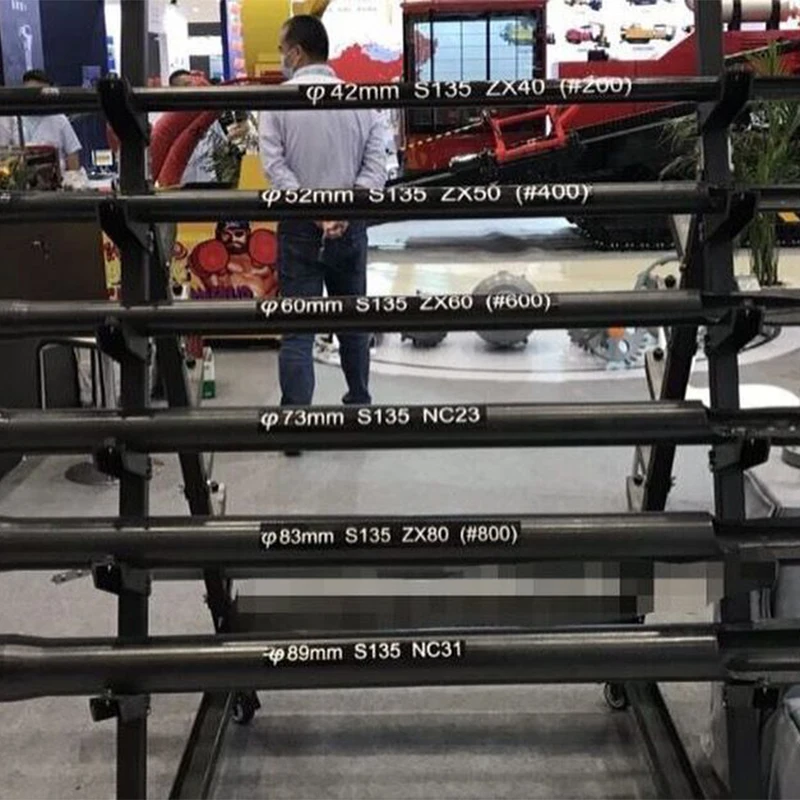 φ42mm S135 ZX40 (#200)
φ52mm S135 ZX50 (#400)
φ60mm S135 ZX60 (#600)
φ73mm S135 NC23
φ83mm S135 ZX80 (#800)
φ89mm S135 NC31